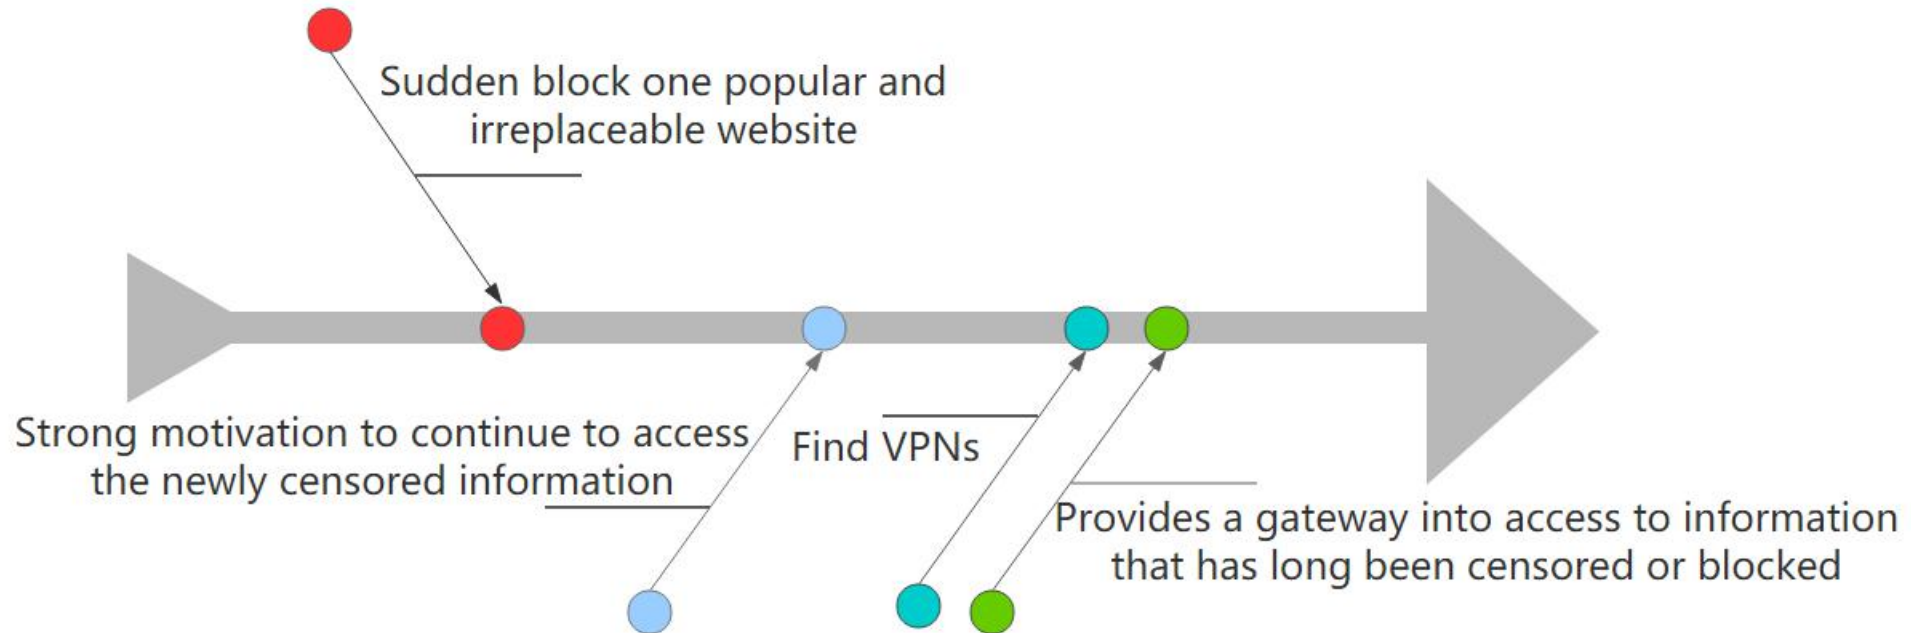 Sudden block one popular and
irreplaceable website
Strong motivation to continue to access
the newly censored information
Find VPNs
Provides a gateway into access to information
that has long been censored or blocked